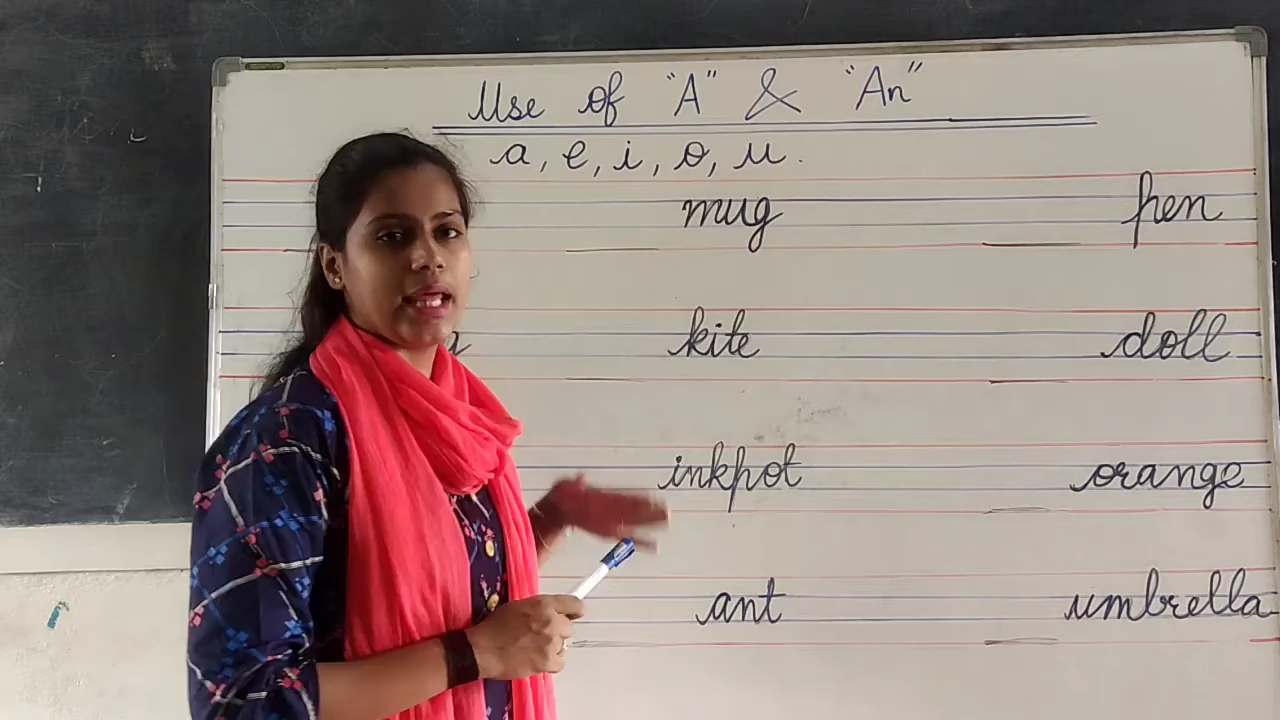 Use of "A" & "An"
a, e, i, o, u.
mug pen
kite doll
inkpot orange
ant umbrella